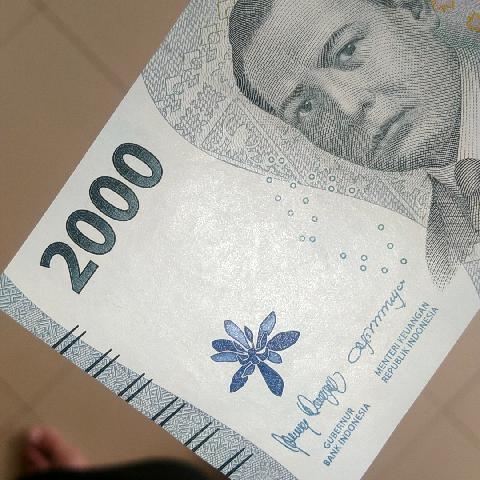 2000
MENTERI KEUANGAN
REPUBLIK INDONESIA
GUBERNUR
BANK INDONESIA